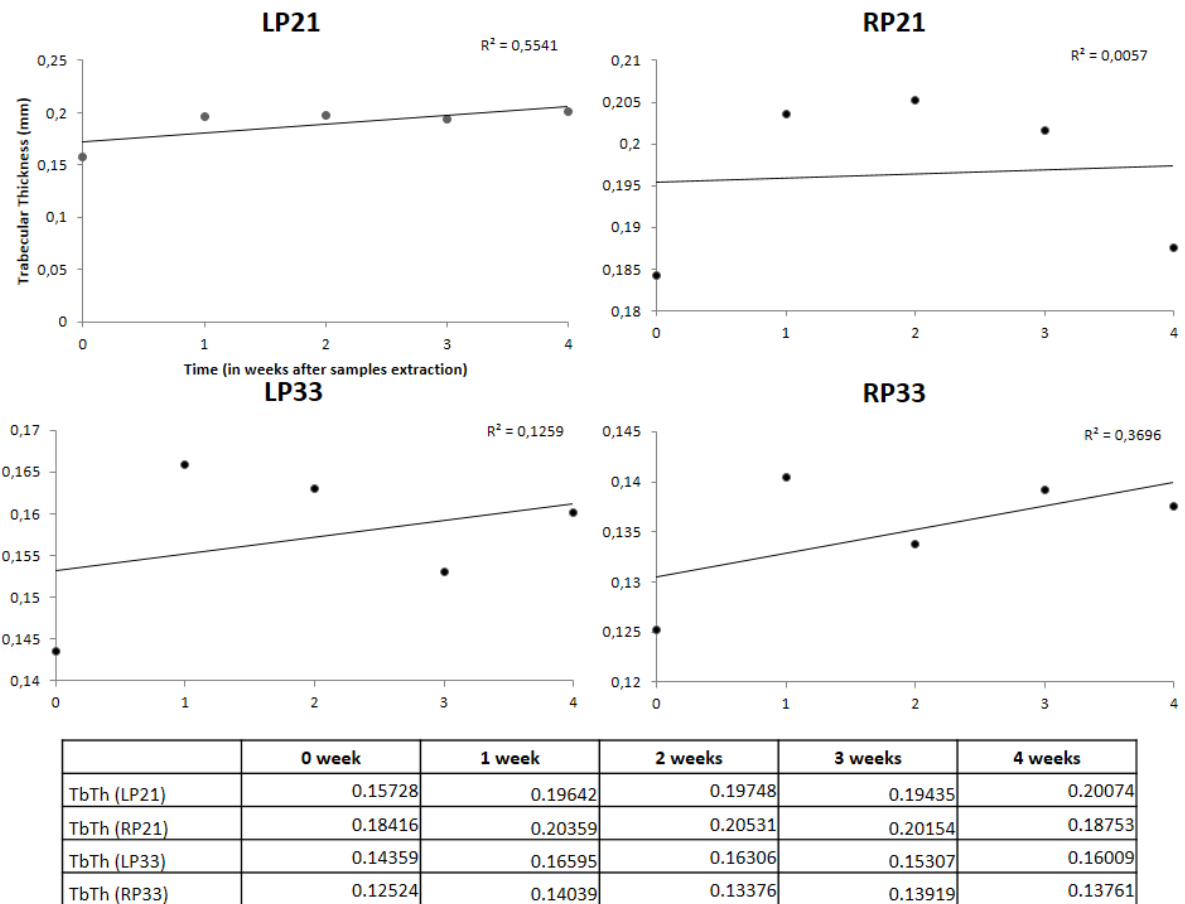 LP21
R² = 0,5541
0,25
0,2
0,15
0,1
0,05
0
Trabecular Thickness (mm)
0 1 2 3 4
Time (in weeks after samples extraction)
RP21
R² = 0,0057
0,21
0,205
0,2
0,195
0,19
0,185
0,18
0 1 2 3 4
LP33
R² = 0,1259
0,17
0,165
0,16
0,155
0,15
0,145
0,14
0 1 2 3 4
RP33
R² = 0,3696
0,145
0,14
0,135
0,13
0,125
0,12
0 1 2 3 4
0 week 1 week 2 weeks 3 weeks 4 weeks
TbTh (LP21) 0.15728 0.19642 0.19748 0.19435 0.20074
TbTh (RP21) 0.18416 0.20359 0.20531 0.20154 0.18753
TbTh (LP33) 0.14359 0.16595 0.16306 0.15307 0.16009
TbTh (RP33) 0.12524 0.14039 0.13376 0.13919 0.13761